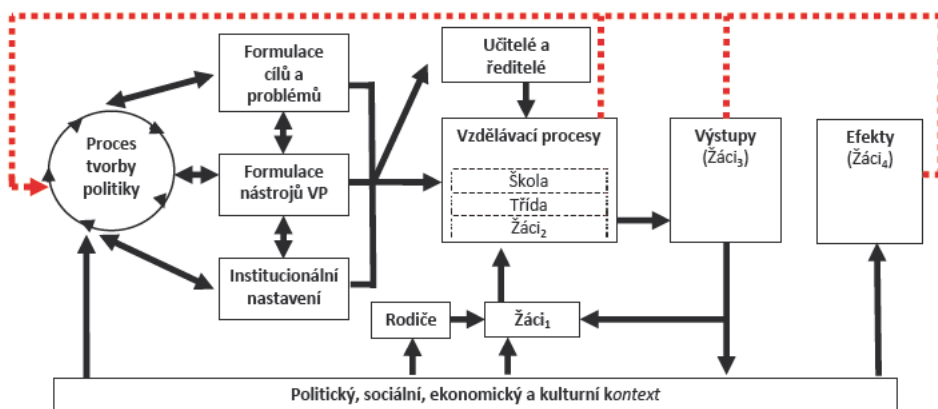 Formulace
cílů a
problémů
Učitelé a
ředitelé
Proces
tvorby
politiky
Formulace
nástrojů VP
Vzdělávací procesy
Škola
Třída
Žáci₂
Výstupy
(Žáci₃)
Efekty
(Žáci₄)
Institucionální
nastavení
Rodiče
Žáci₁
Politický, sociální, ekonomický a kulturní kontext